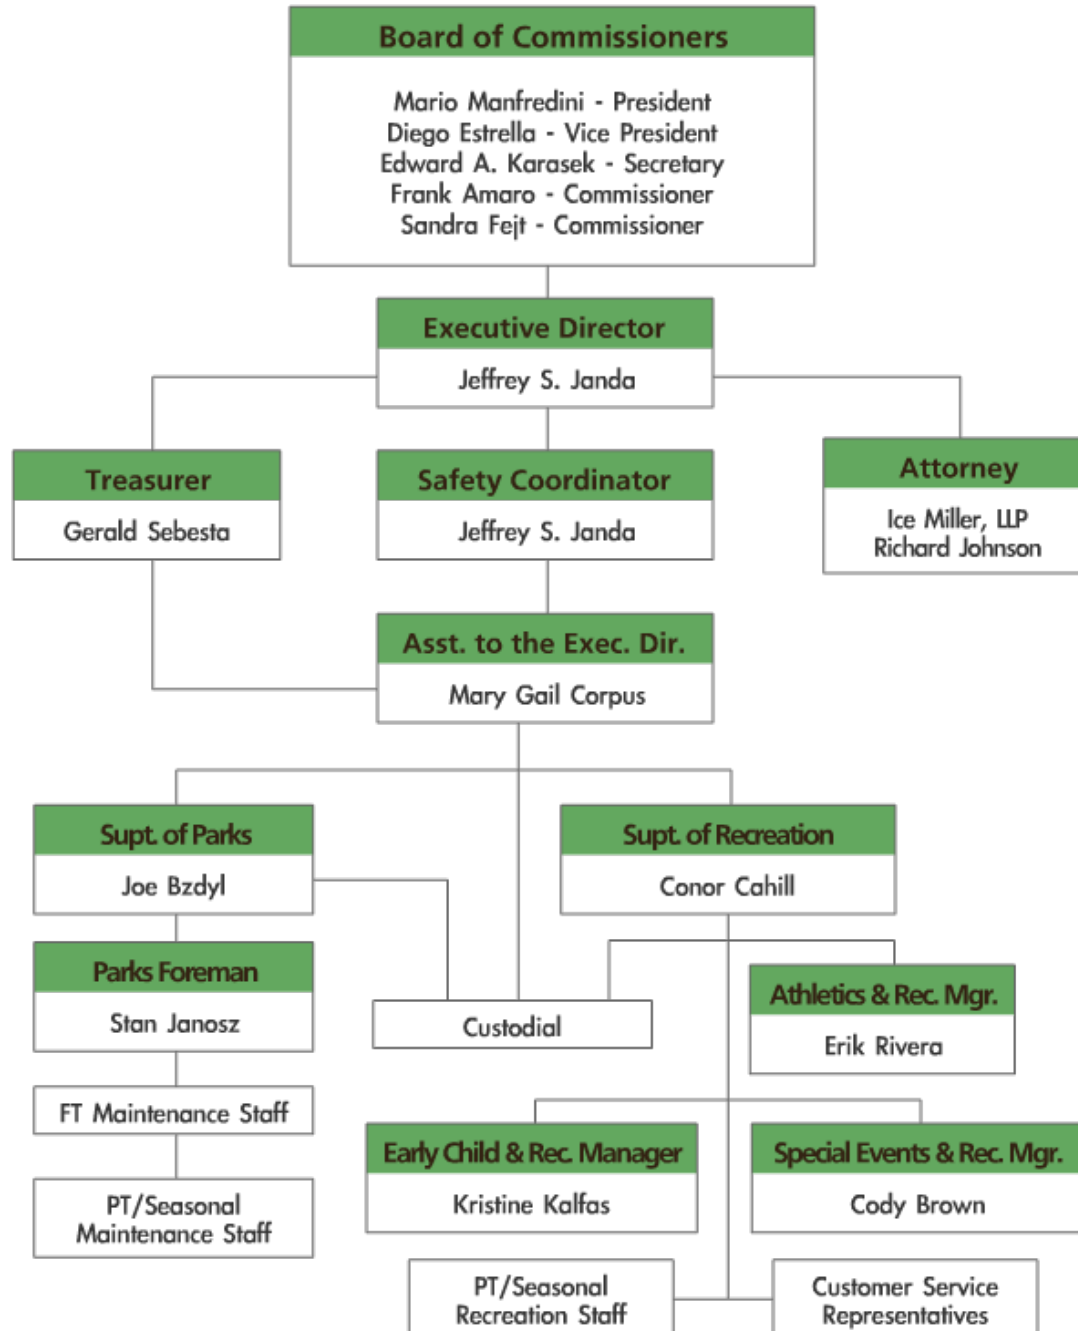 Board of Commissioners
Mario Manfredini - President
Diego Estrella - Vice President
Edward A. Karasek - Secretary
Frank Amaro - Commissioner
Sandra Fejt - Commissioner
Executive Director
Jeffrey S. Janda
Treasurer
Gerald Sebesta
Safety Coordinator
Jeffrey S. Janda
Attorney
Ice Miller, LLP
Richard Johnson
Asst. to the Exec. Dir.
Mary Gail Corpus
Supt. of Parks
Joe Bzdyl
Supt. of Recreation
Conor Cahill
Parks Foreman
Stan Janosz
Custodial
Athletics & Rec. Mgr.
Erik Rivera
FT Maintenance Staff
PT/Seasonal
Maintenance Staff
Early Child & Rec. Manager
Kristine Kalfas
Special Events & Rec. Mgr.
Cody Brown
PT/Seasonal
Recreation Staff
Customer Service
Representatives